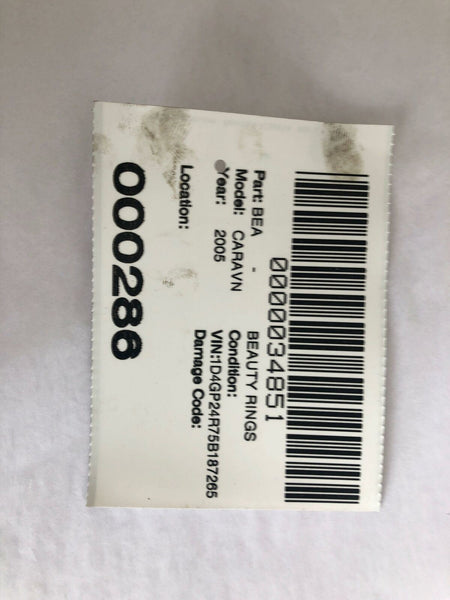 0000034851
Part: BEA - BEAUTY RINGS
Model: CARAVN Condition:
Year: 2005 VIN:1D4GP24R75B187265
Location: Damage Code:
000286